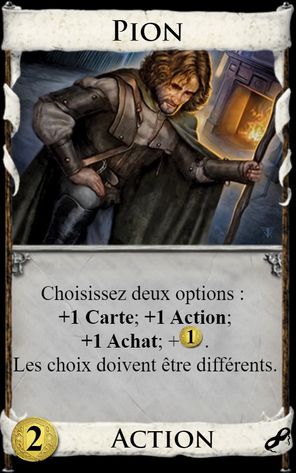 PION
Choisissez deux options :
+1 Carte; +1 Action;
+1 Achat; +1.
Les choix doivent être différents.
2 ACTION